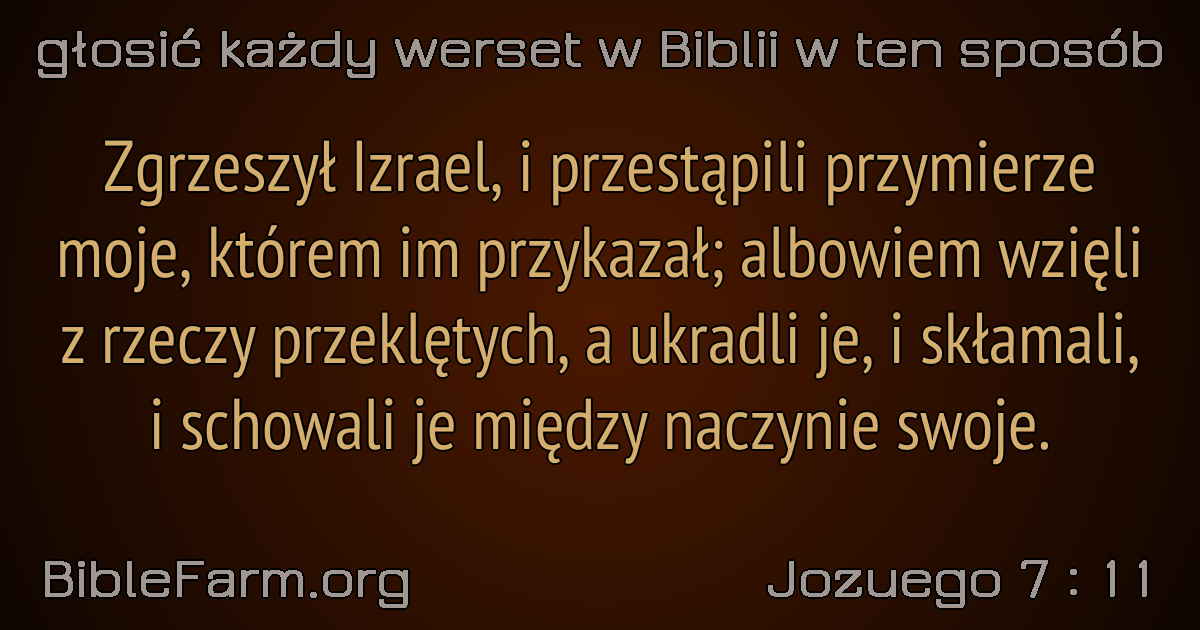 głosić każdy werset w Biblii w ten sposób
Zgrzeszył Izrael, i przestąpili przymierze
moje, którem im przykazał; albowiem wzięli
z rzeczy przeklętych, a ukradli je, i skłamali,
i schowali je między naczynie swoje.
BibleFarm.org
Jozuego 7 : 11